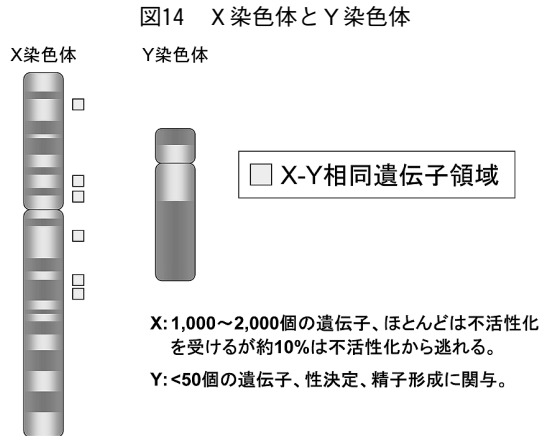 図14　X 染色体と Y 染色体
X染色体
Y染色体
X-Y相同遺伝子領域
X: 1,000～2,000個の遺伝子、ほとんどは不活性化
を受けるが約10%は不活性化から逃れる。
Y: <50個の遺伝子、性決定、精子形成に関与。